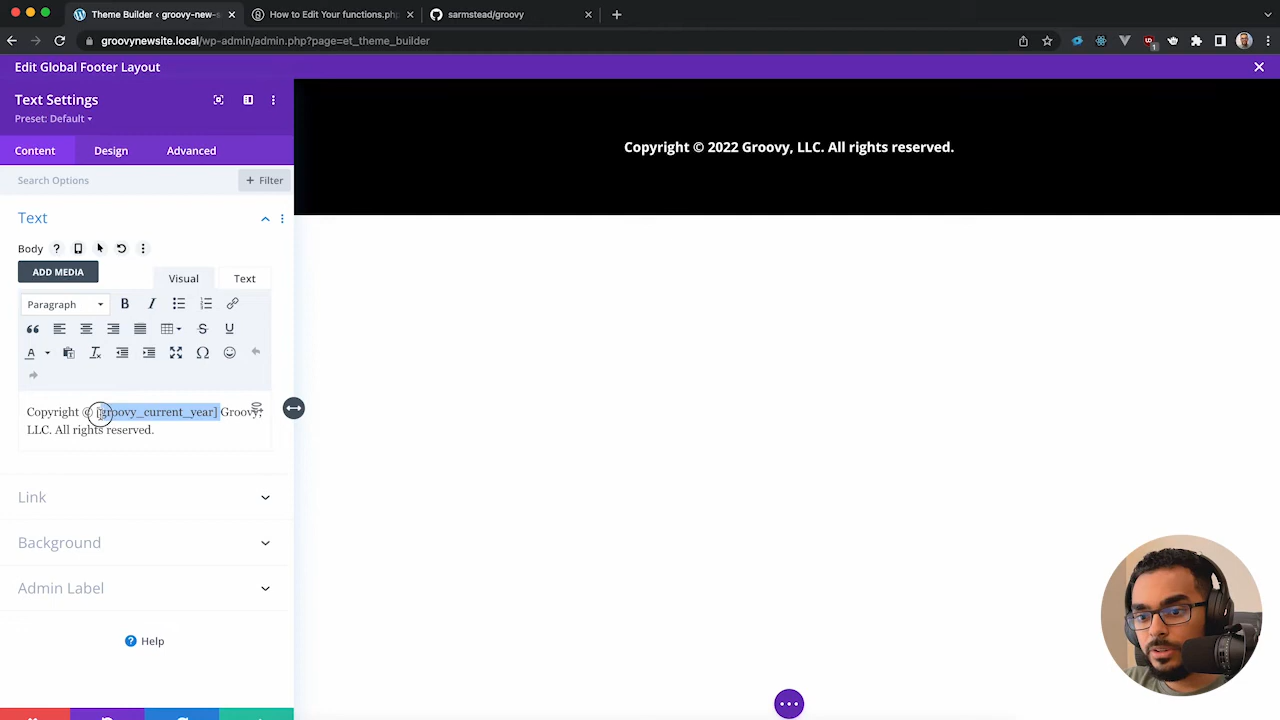 Theme Builder ‹ groovy-new-s
How to Edit Your functions.php
sarmstead/groovy
groovynewsite.local/wp-admin/admin.php?page=et_theme_builder
1
Edit Global Footer Layout
Text Settings
Preset: Default
Content
Design
Advanced
Search Options
+ Filter
Text
Body
ADD MEDIA
Visual
Text
Paragraph
B
I
U
A
Copyright © [groovy_current_year] Groovy,
LLC. All rights reserved.
Link
Background
Admin Label
Help
Copyright © 2022 Groovy, LLC. All rights reserved.